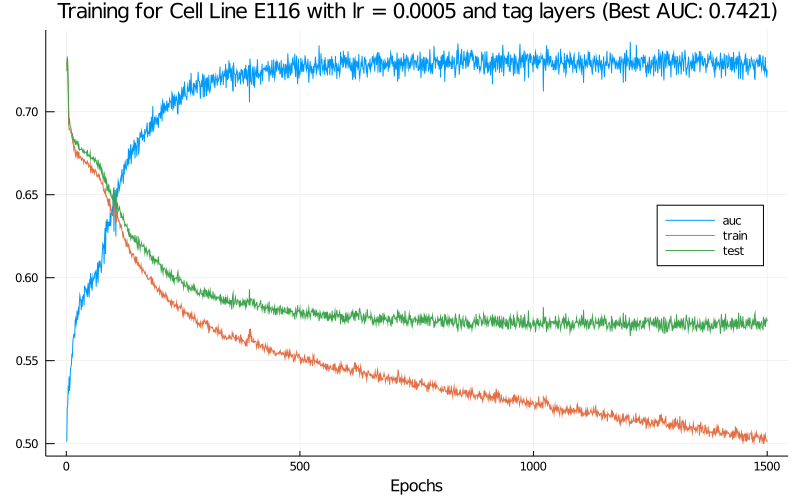 Training for Cell Line E116 with lr = 0.0005 and tag layers (Best AUC: 0.7421)
0.70
0.65
0.60
0.55
0.50
auc
train
test
0
500
1000
1500
Epochs